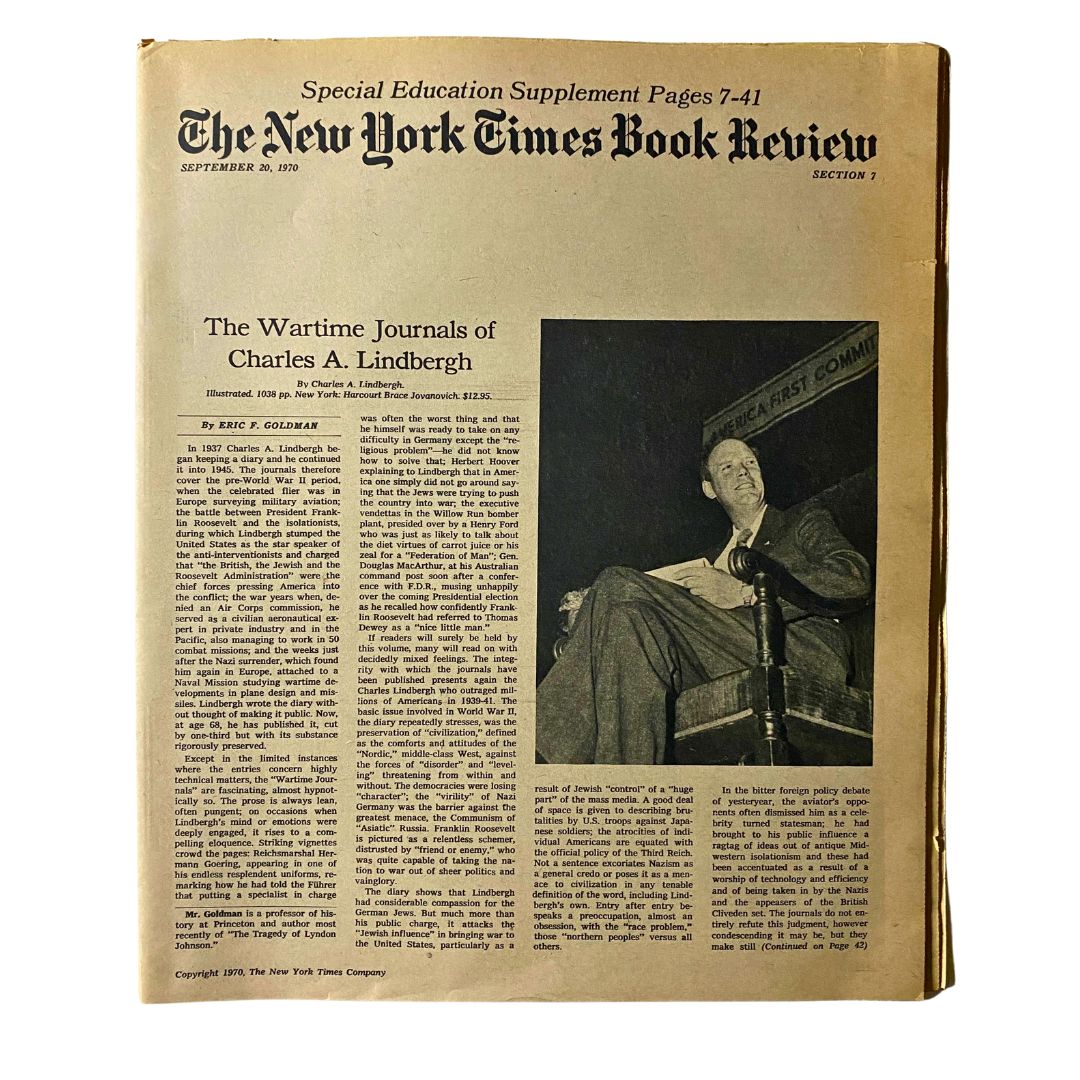 Special Education Supplement Pages 7-41
The New York Times Book Review
SEPTEMBER 20, 1970
SECTION 7
The Wartime Journals of
Charles A. Lindbergh
By Charles A. Lindbergh.
Illustrated. 1038 pp. New York: Harcourt Brace Jovanovich. $12.95.
By ERIC F. GOLDMAN
In 1937 Charles A. Lindbergh be-
gan keeping a diary and he continued
it into 1945. The journals therefore
cover the pre-World War II period,
when the celebrated flier was in
Europe surveying military aviation;
the battle between President Frank-
lin Roosevelt and the isolationists,
during which Lindbergh stumped the
United States as the star speaker of
the anti-interventionists and charged
that "the British, the Jewish and the
Roosevelt Administration" were the
chief forces pressing America into
the conflict; the war years when, de-
nied an Air Corps commission, he
served as a civilian aeronautical ex-
pert in private industry and in the
Pacific, also managing to work in 50
combat missions; and the weeks just
after the Nazi surrender, which found
him again in Europe, attached to a
Naval Mission studying wartime de-
velopments in plane design and mis-
siles. Lindbergh wrote the diary with-
out thought of making it public. Now,
at age 68, he has published it, cut
by one-third but with its substance
rigorously preserved.
Except in the limited instances
where the entries concern highly
technical matters, the "Wartime Jour-
nals" are fascinating, almost hypnot-
ically so. The prose is always lean,
often pungent; on occasions when
Lindbergh's mind or emotions were
deeply engaged, it rises to a com-
pelling eloquence. Striking vignettes
crowd the pages: Reichsmarshal Her-
mann Goering, appearing in one of
his endless resplendent uniforms, re-
marking how he had told the Führer
that putting a specialist in charge
Mr. Goldman is a professor of his-
tory at Princeton and author most
recently of "The Tragedy of Lyndon
Johnson."
was often the worst thing and that
he himself was ready to take on any
difficulty in Germany except the "re-
ligious problem"—he did not know
how to solve that; Herbert Hoover
explaining to Lindbergh that in Amer-
ica one simply did not go around say-
ing that the Jews were trying to push
the country into war; the executive
vendettas in the Willow Run bomber
plant, presided over by a Henry Ford
who was just as likely to talk about
the diet virtues of carrot juice or his
zeal for a "Federation of Man"; Gen.
Douglas MacArthur, at his Australian
command post soon after a confer-
ence with F.D.R., musing unhappily
over the coming Presidential election
as he recalled how confidently Frank-
lin Roosevelt had referred to Thomas
Dewey as a "nice little man."
If readers will surely be held by
this volume, many will read on with
decidedly mixed feelings. The integ-
rity with which the journals have
been published presents again the
Charles Lindbergh who outraged mil-
lions of Americans in 1939-41. The
basic issue involved in World War II,
the diary repeatedly stresses, was the
preservation of "civilization," defined
as the comforts and attitudes of the
"Nordic," middle-class West, against
the forces of "disorder" and "level-
ing" threatening from within and
without. The democracies were losing
"character"; the "virility" of Nazi
Germany was the barrier against the
greatest menace, the Communism of
"Asiatic" Russia. Franklin Roosevelt
is pictured as a relentless schemer,
distrusted by "friend or enemy," who
was quite capable of taking the na-
tion to war out of sheer politics and
vainglory.
The diary shows that Lindbergh
had considerable compassion for the
German Jews. But much more than
his public charge, it attacks the
"Jewish influence" in bringing war to
the United States, particularly as a
AMERICA FIRST COMMIT
result of Jewish "control" of a "huge
part" of the mass media. A good deal
of space is given to describing bru-
talities by U.S. troops against Japa-
nese soldiers; the atrocities of indi-
vidual Americans are equated with
the official policy of the Third Reich.
Not a sentence excoriates Nazism as
a general credo or poses it as a men-
ace to civilization in any tenable
definition of the word, including Lind-
bergh's own. Entry after entry be-
speaks a preoccupation, almost an
obsession, with the "race problem,"
those "northern peoples" versus all
others.
In the bitter foreign policy debate
of yesteryear, the aviator's oppo-
nents often dismissed him as a cele-
brity turned statesman; he had
brought to his public influence a
ragtag of ideas out of antique Mid-
western isolationism and these had
been accentuated as a result of a
worship of technology and efficiency
and of being taken in by the Nazis
and the appeasers of the British
Cliveden set. The journals do not en-
tirely refute this judgment, however
condescending it may be, but they
make still (Continued on Page 42)
Copyright 1970, The New York Times Company